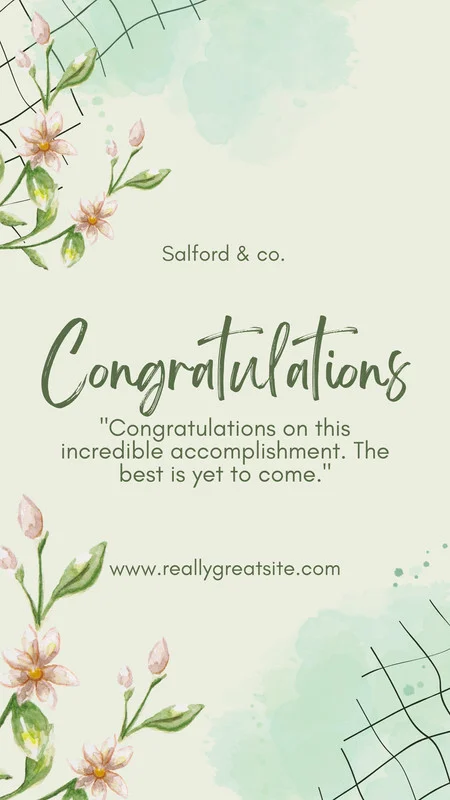 Salford & co.
Congratulations
"Congratulations on this
incredible accomplishment. The
best is yet to come."
www.reallygreatsite.com